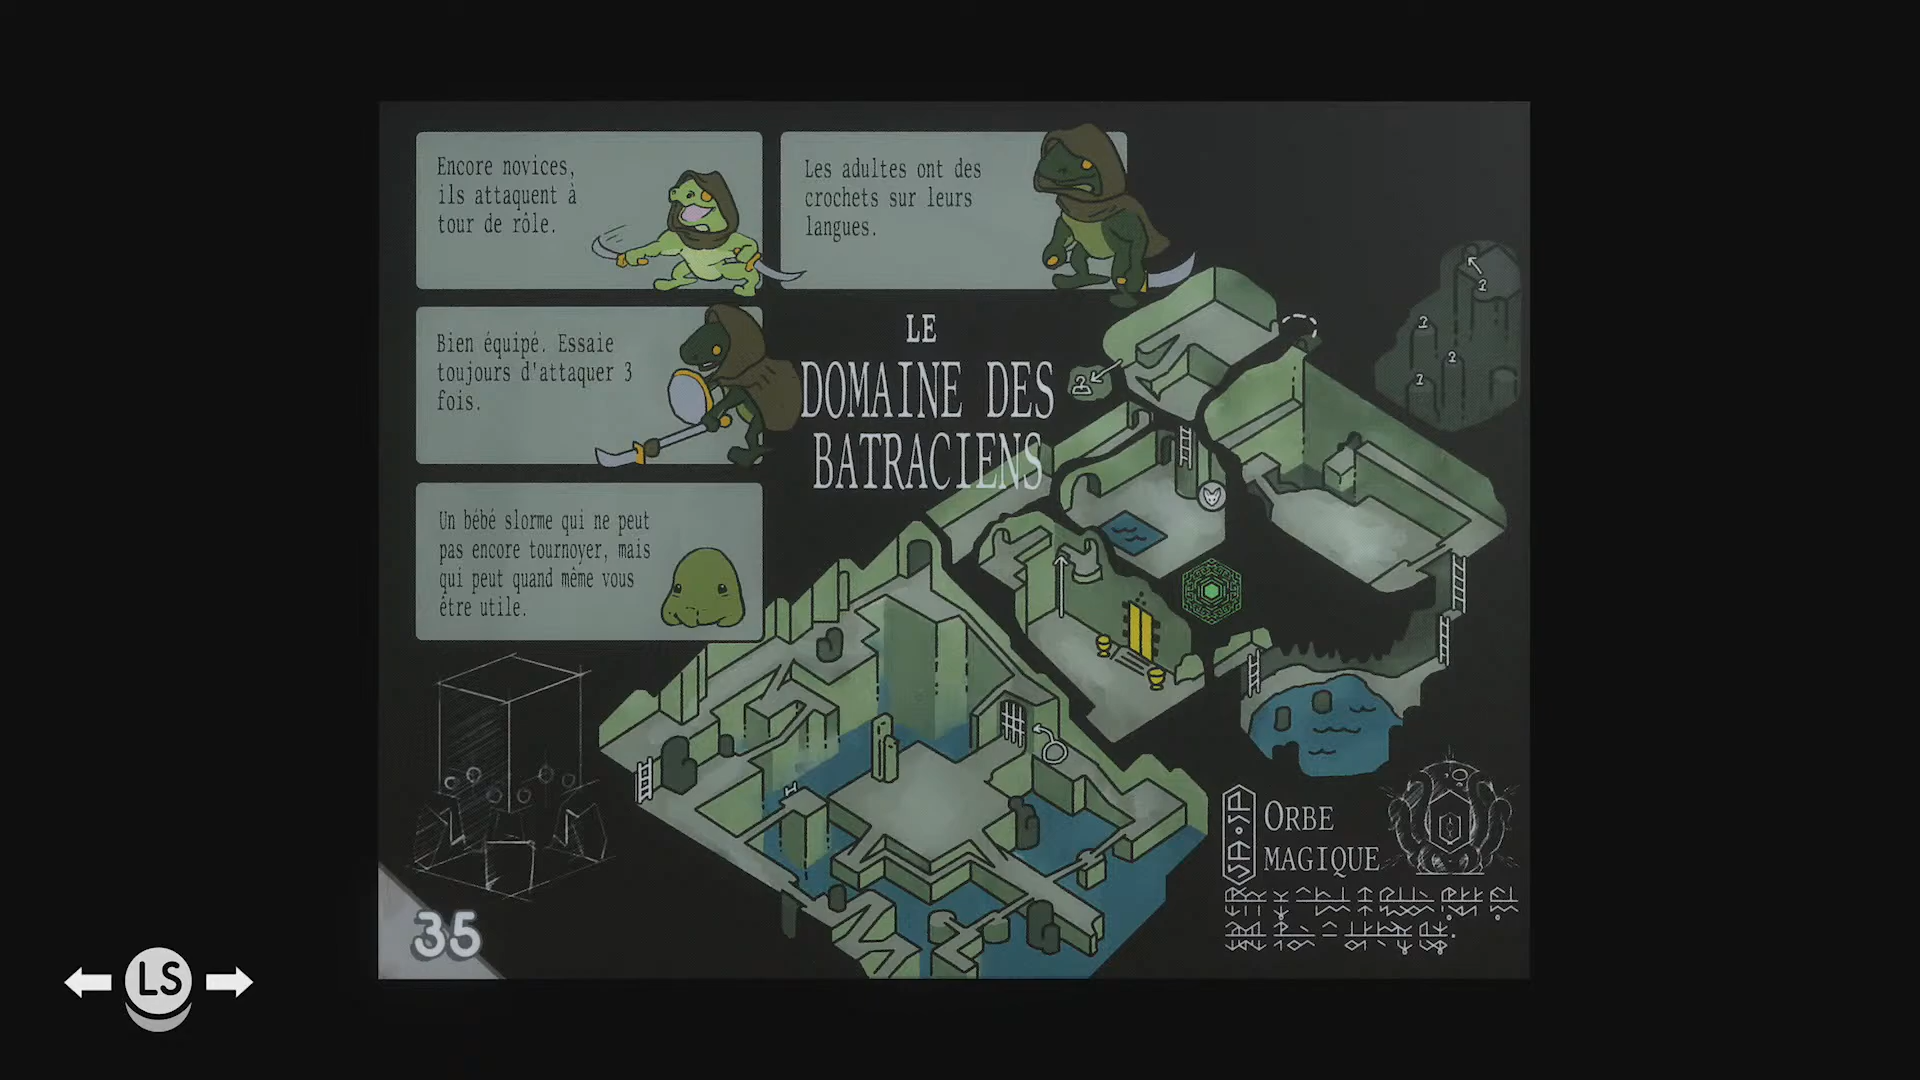 Encore novices,
ils attaquent à
tour de rôle.
Les adultes ont des
crochets sur leurs
langues.
Bien équipé. Essaie
toujours d'attaquer 3
fois.
Un bébé slorme qui ne peut
pas encore tournoyer, mais
qui peut quand même vous
être utile.
LE
DOMAINE DES
BATRACIENS
ORBE
MAGIQUE
35
LS